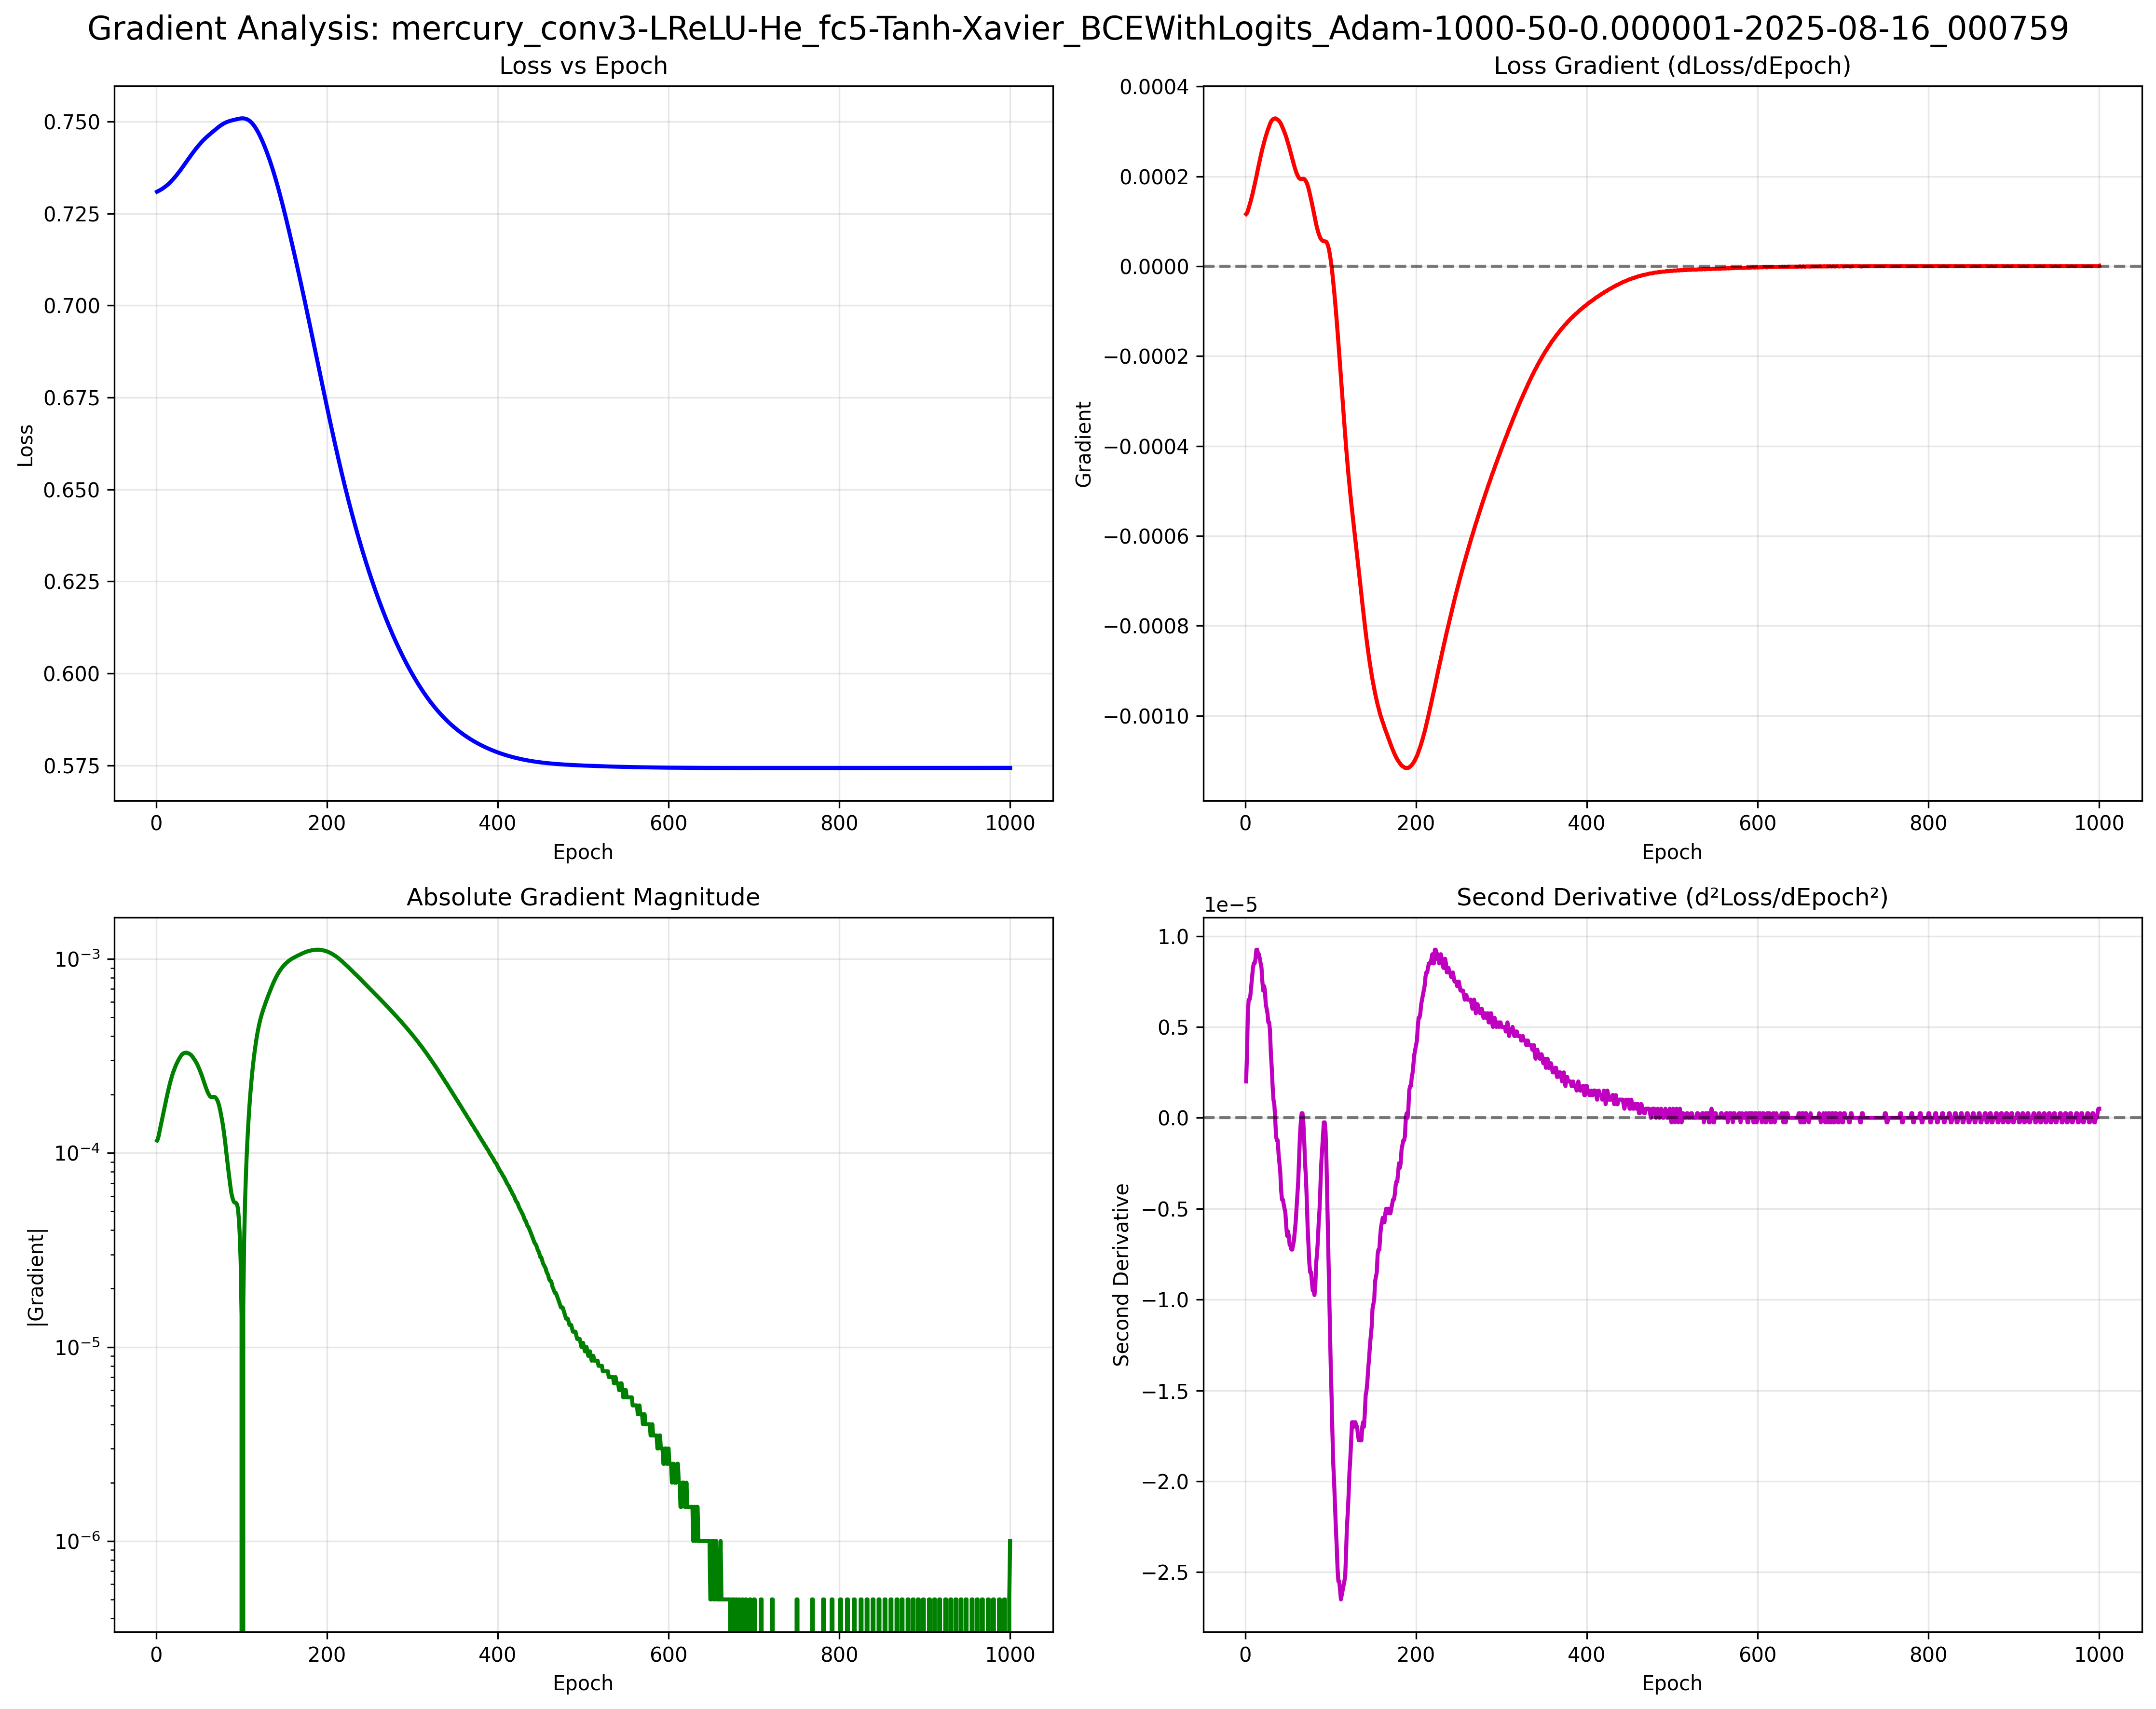 Gradient Analysis: mercury_conv3-LReLU-He_fc5-Tanh-Xavier_BCEWithLogits_Adam-1000-50-0.000001-2025-08-16_000759
Loss vs Epoch
0.750
0.725
0.700
0.675
0.650
0.625
0.600
0.575
Loss
0 200 400 600 800 1000
Epoch
Loss Gradient (dLoss/dEpoch)
0.0004
0.0002
0.0000
−0.0002
−0.0004
−0.0006
−0.0008
−0.0010
Gradient
0 200 400 600 800 1000
Epoch
Absolute Gradient Magnitude
10⁻³
10⁻⁴
10⁻⁵
10⁻⁶
|Gradient|
0 200 400 600 800 1000
Epoch
Second Derivative (d²Loss/dEpoch²)
1e−5
1.0
0.5
0.0
−0.5
−1.0
−1.5
−2.0
−2.5
Second Derivative
0 200 400 600 800 1000
Epoch